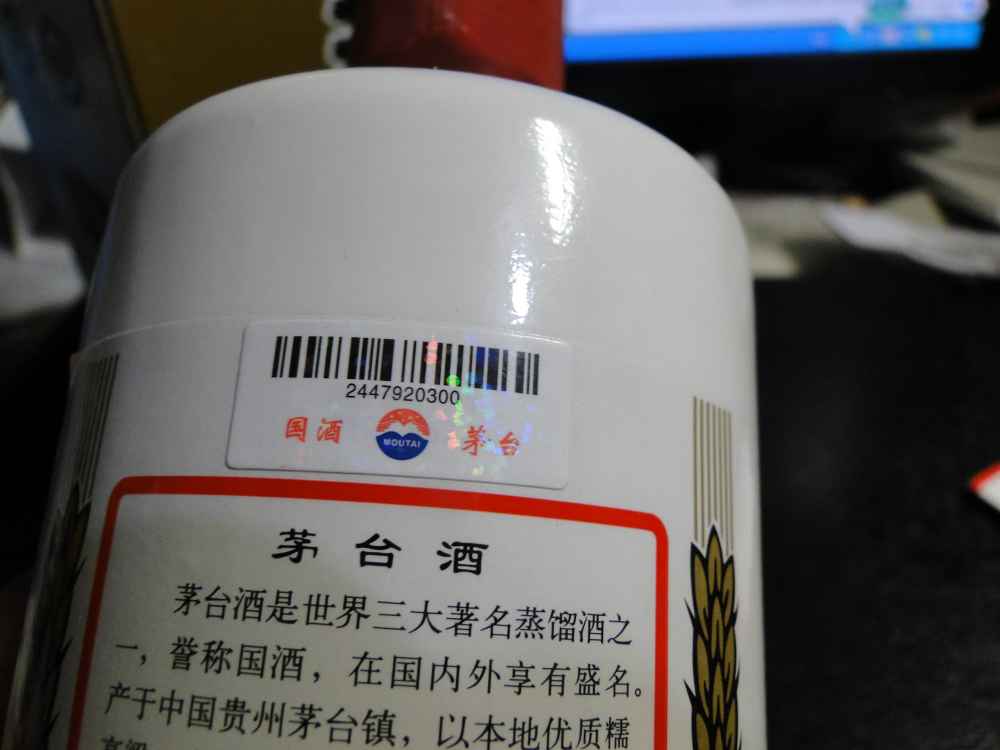 2447920300
国酒 MOUTAI 茅台
茅台酒
茅台酒是世界三大著名蒸馏酒之
一，誉称国酒，在国内外享有盛名。
产于中国贵州茅台镇，以本地优质糯
高粱